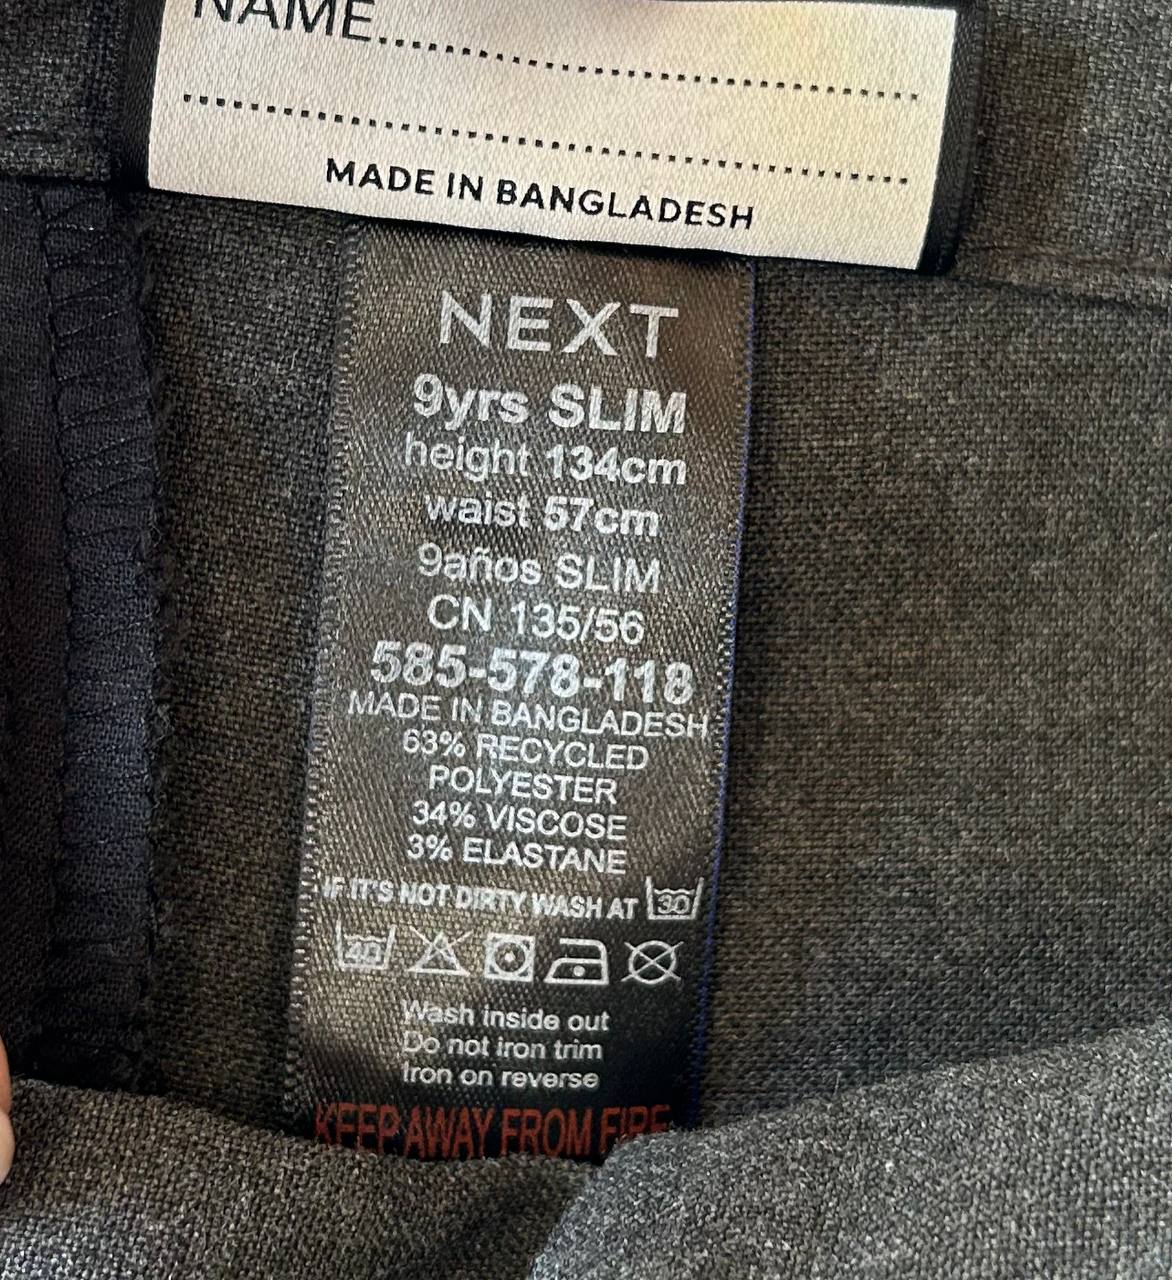 NAME..............................
..............................
MADE IN BANGLADESH
NEXT
9yrs SLIM
height 134cm
waist 57cm
9años SLIM
CN 135/56
585-578-118
MADE IN BANGLADESH
63% RECYCLED
POLYESTER
34% VISCOSE
3% ELASTANE
IF IT'S NOT DIRTY WASH AT 30
40
Wash inside out
Do not iron trim
Iron on reverse
KEEP AWAY FROM FIRE